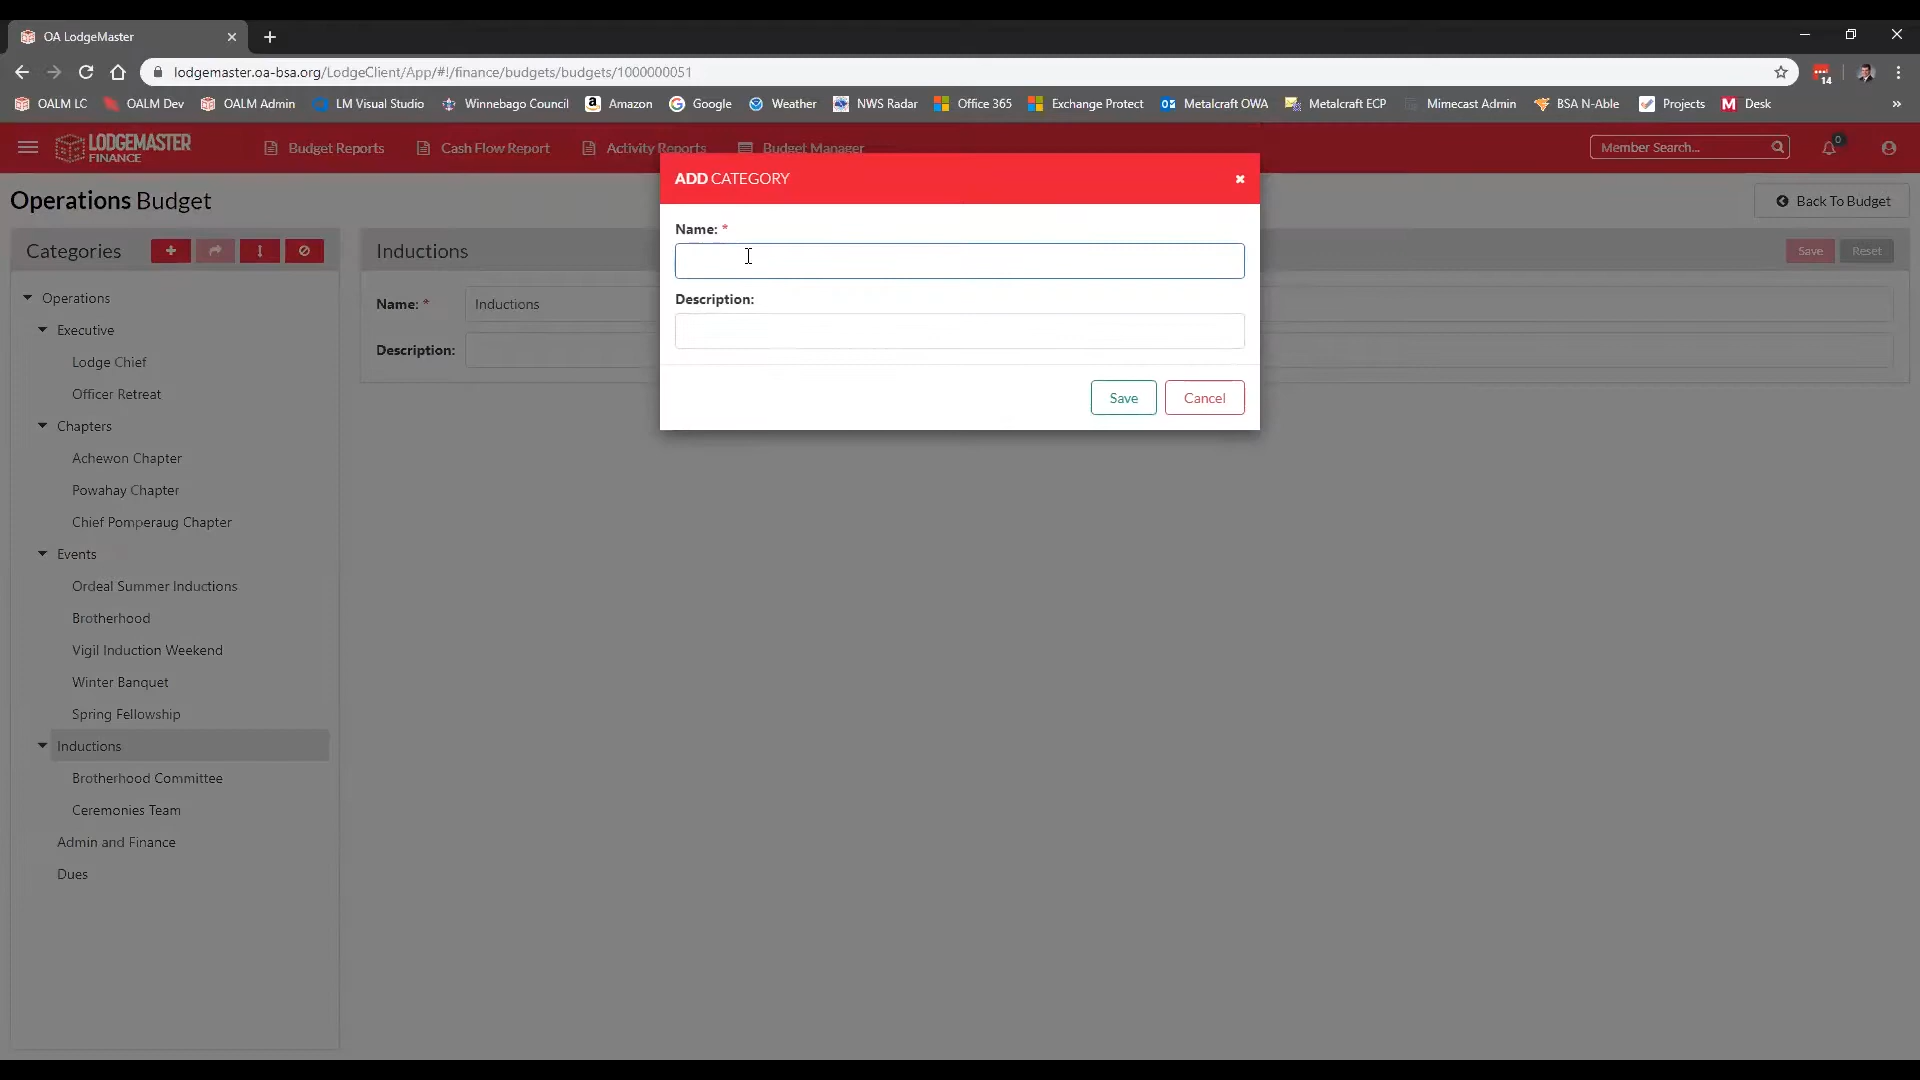 OA LodgeMaster
lodgemaster.oa-bsa.org/LodgeClient/App/#!/finance/budgets/budgets/1000000051
14
OALM LC OALM Dev OALM Admin LM Visual Studio Winnebago Council Amazon Google Weather NWS Radar Office 365 Exchange Protect Metalcraft OWA Metalcraft ECP Mimecast Admin BSA N-Able Projects Desk
LODGEMASTER
FINANCE
Budget Reports Cash Flow Report Activity Reports Budget Manager
Member Search...
0
Operations Budget
Back To Budget
ADD CATEGORY
Name: *
Description:
Save Cancel
Categories
Operations
Executive
Lodge Chief
Officer Retreat
Chapters
Achewon Chapter
Powahay Chapter
Chief Pomperaug Chapter
Events
Ordeal Summer Inductions
Brotherhood
Vigil Induction Weekend
Winter Banquet
Spring Fellowship
Inductions
Brotherhood Committee
Ceremonies Team
Admin and Finance
Dues
Inductions
Save Reset
Name: * Inductions
Description: